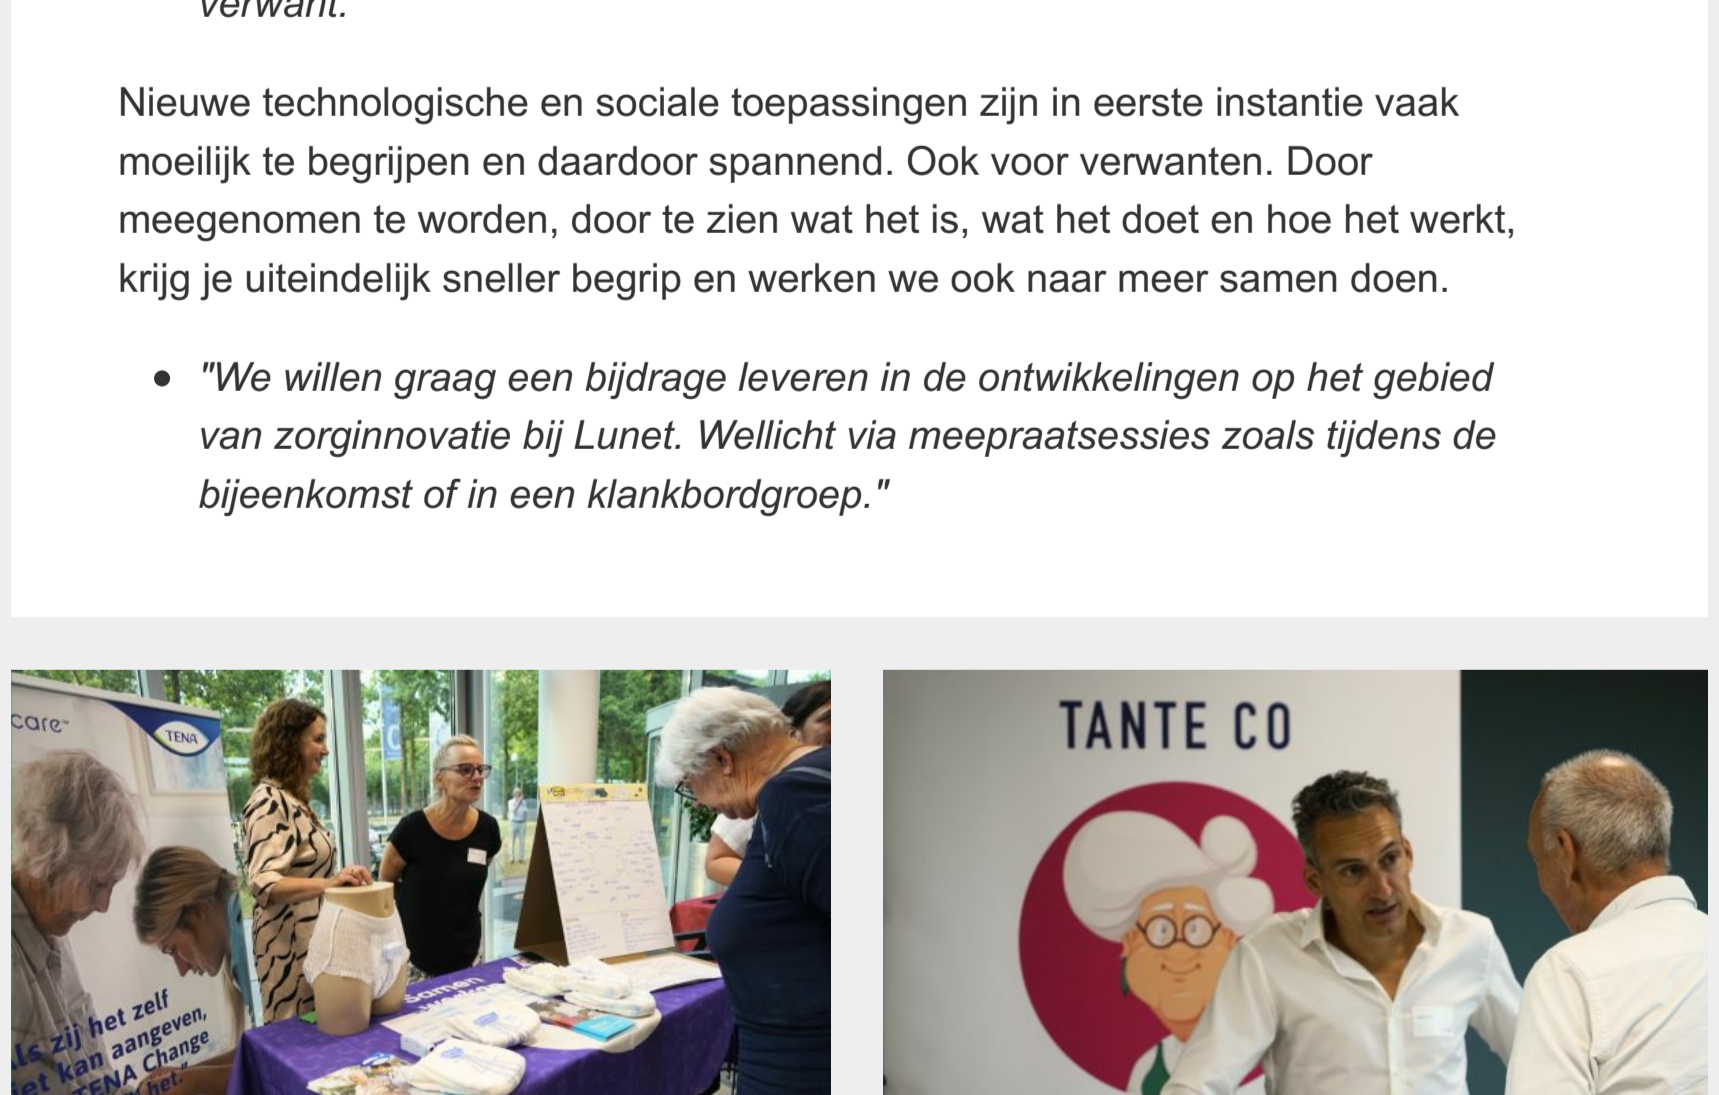 verwant.
Nieuwe technologische en sociale toepassingen zijn in eerste instantie vaak
moeilijk te begrijpen en daardoor spannend. Ook voor verwanten. Door
meegenomen te worden, door te zien wat het is, wat het doet en hoe het werkt,
krijg je uiteindelijk sneller begrip en werken we ook naar meer samen doen.
• "We willen graag een bijdrage leveren in de ontwikkelingen op het gebied
van zorginnovatie bij Lunet. Wellicht via meepraatsessies zoals tijdens de
bijeenkomst of in een klankbordgroep."
care™
TENA
Samen
ls zij het zelf
iet kan aangeven,
TENA Change
het."
TANTE CO